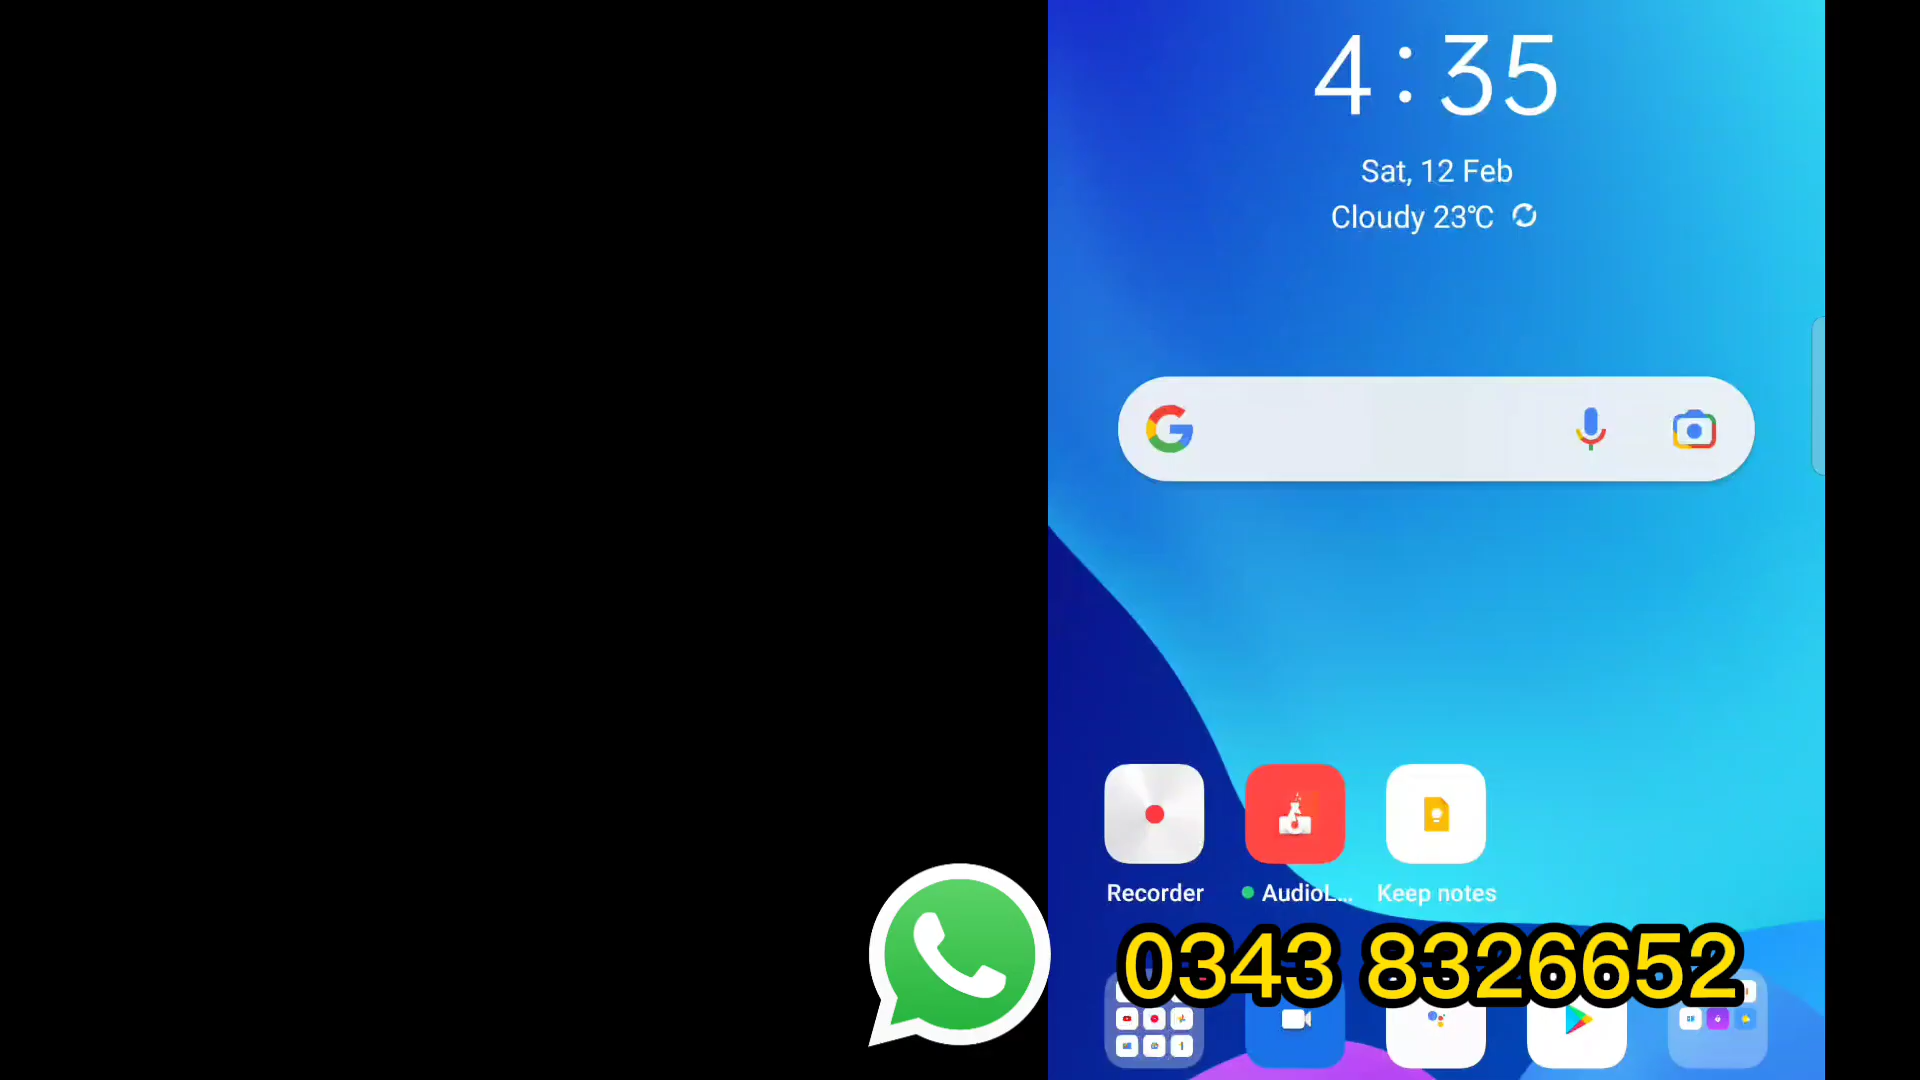 4:35
Sat, 12 Feb
Cloudy 23°C
Recorder
AudioL...
Keep notes
0343 8326652